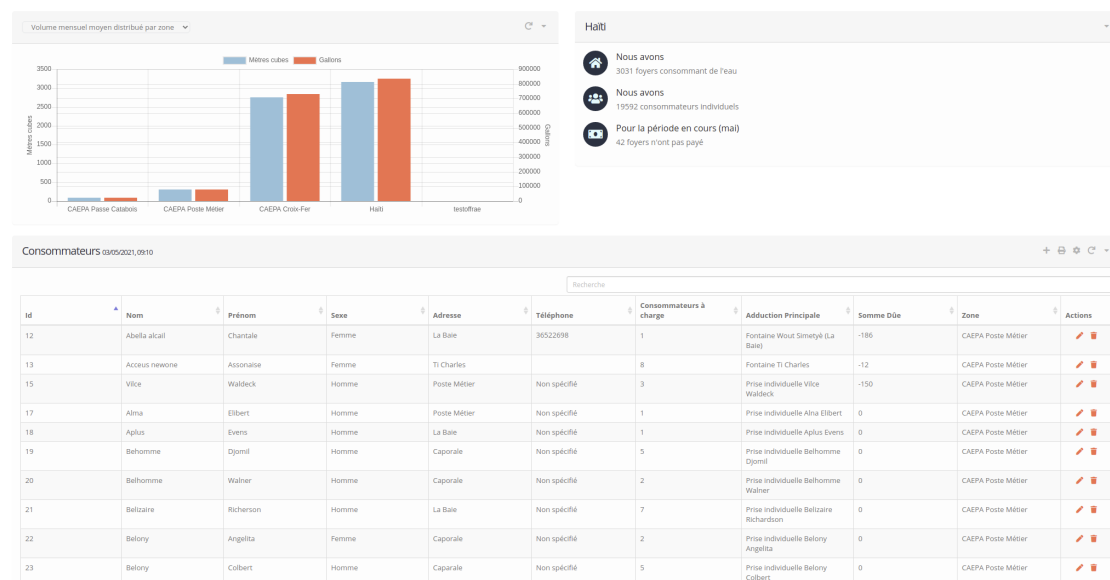 Volume mensuel moyen distribué par zone
Mètres cubes Gallons
3500 900000
3000 800000
2500 700000
2000 600000
1500 500000
1000 400000
500 300000
0 200000
100000
0
Mètres cubes
Gallons
CAEPA Passe Catabois CAEPA Poste Métier CAEPA Croix-Fer Haïti testoffrae
Haïti
Nous avons
3031 foyers consommant de l'eau
Nous avons
19592 consommateurs individuels
Pour la période en cours (mai)
42 foyers n'ont pas payé
Consommateurs 03/05/2021, 09:10
Recherche
Id Nom Prénom Sexe Adresse Téléphone Consommateurs à charge Adduction Principale Somme Dûe Zone Actions
12 Abella alcail Chantale Femme La Baie 36522698 1 Fontaine Wout Simetyè (La Baie) -186 CAEPA Poste Métier
13 Acceus newone Assonaise Femme Ti Charles 8 Fontaine Ti Charles -12 CAEPA Poste Métier
15 Vilce Waldeck Homme Poste Métier Non spécifié 3 Prise individuelle Vilce Waldeck -150 CAEPA Poste Métier
17 Alma Elibert Homme Poste Métier Non spécifié 1 Prise individuelle Alna Elibert 0 CAEPA Poste Métier
18 Aplus Evens Homme La Baie Non spécifié 1 Prise individuelle Aplus Evens 0 CAEPA Poste Métier
19 Behomme Djomil Homme Caporale Non spécifié 5 Prise individuelle Belhomme Djomil 0 CAEPA Poste Métier
20 Belhomme Walner Homme Caporale Non spécifié 2 Prise individuelle Belhomme Walner 0 CAEPA Poste Métier
21 Belizaire Richerson Homme La Baie Non spécifié 7 Prise individuelle Belizaire Richardson 0 CAEPA Poste Métier
22 Belony Angelita Femme Caporale Non spécifié 2 Prise individuelle Belony Angelita 0 CAEPA Poste Métier
23 Belony Colbert Homme Caparale Non spécifié 5 Prise individuelle Belony Colbert 0 CAEPA Poste Métier